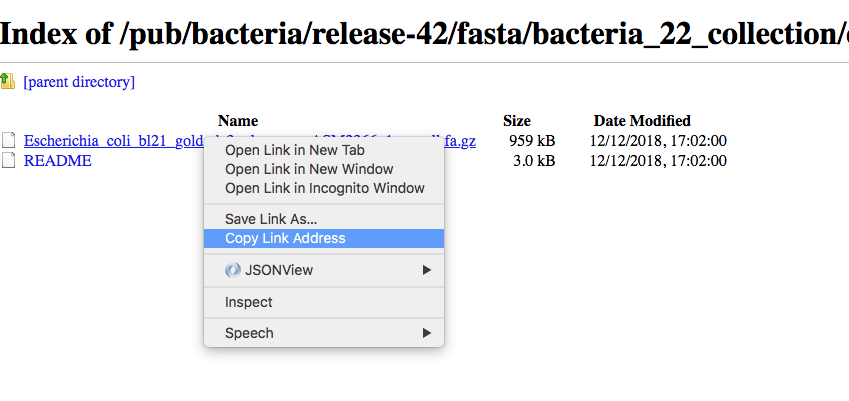 Index of /pub/bacteria/release-42/fasta/bacteria_22_collection/
[parent directory]
Name Size Date Modified
Escherichia_coli_bl21_gold fa.gz 959 kB 12/12/2018, 17:02:00
README 3.0 kB 12/12/2018, 17:02:00
Open Link in New Tab
Open Link in New Window
Open Link in Incognito Window
Save Link As...
Copy Link Address
JSONView
Inspect
Speech